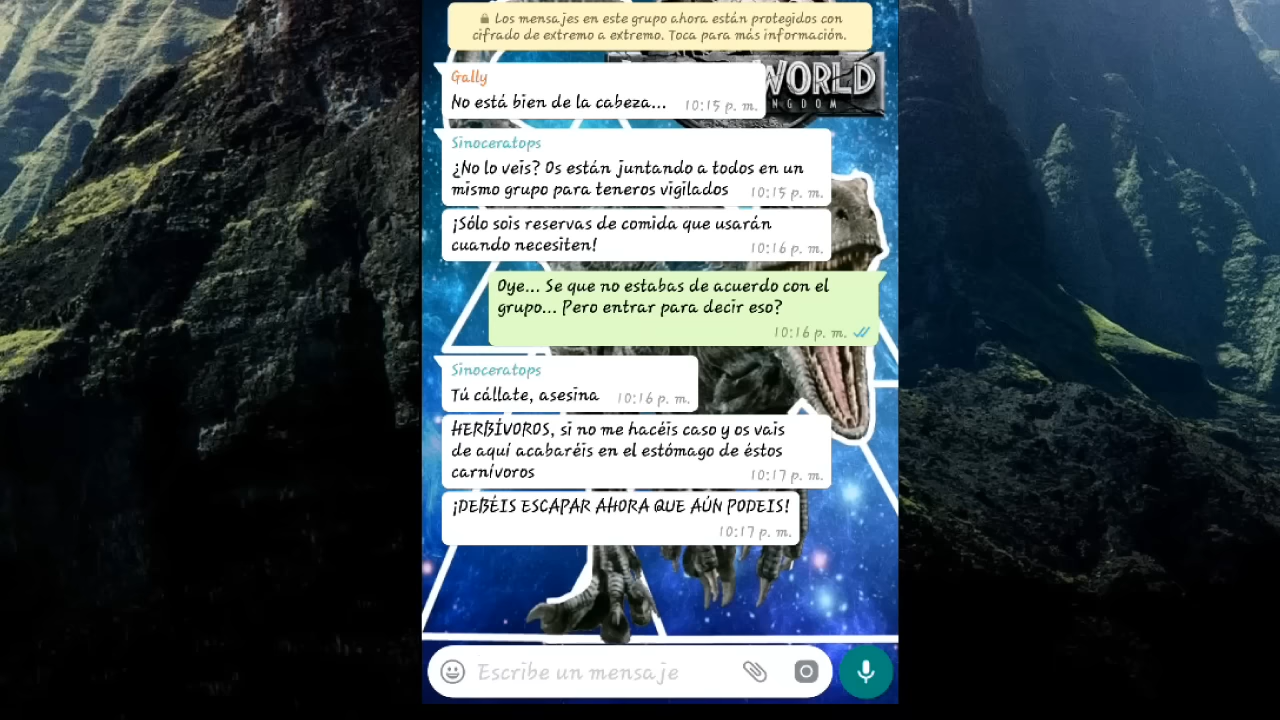 Los mensajes en este grupo ahora están protegidos con
cifrado de extremo a extremo. Toca para más información.
WORLD
NGDOM
Gally
No está bien de la cabeza... 10:15 p. m.
Sinoceratops
¿No lo veis? Os están juntando a todos en un
mismo grupo para teneros vigilados 10:15 p. m.
¡Sólo sois reservas de comida que usarán
cuando necesiten! 10:16 p. m.
Oye... Se que no estabas de acuerdo con el
grupo... Pero entrar para decir eso?
10:16 p. m.
Sinoceratops
Tú cállate, asesina 10:16 p. m.
HERBÍVOROS, si no me hacéis caso y os vais
de aquí acabaréis en el estómago de éstos
carnívoros 10:17 p. m.
¡DEBÉIS ESCAPAR AHORA QUE AÚN PODEIS!
10:17 p. m.
Escribe un mensaje